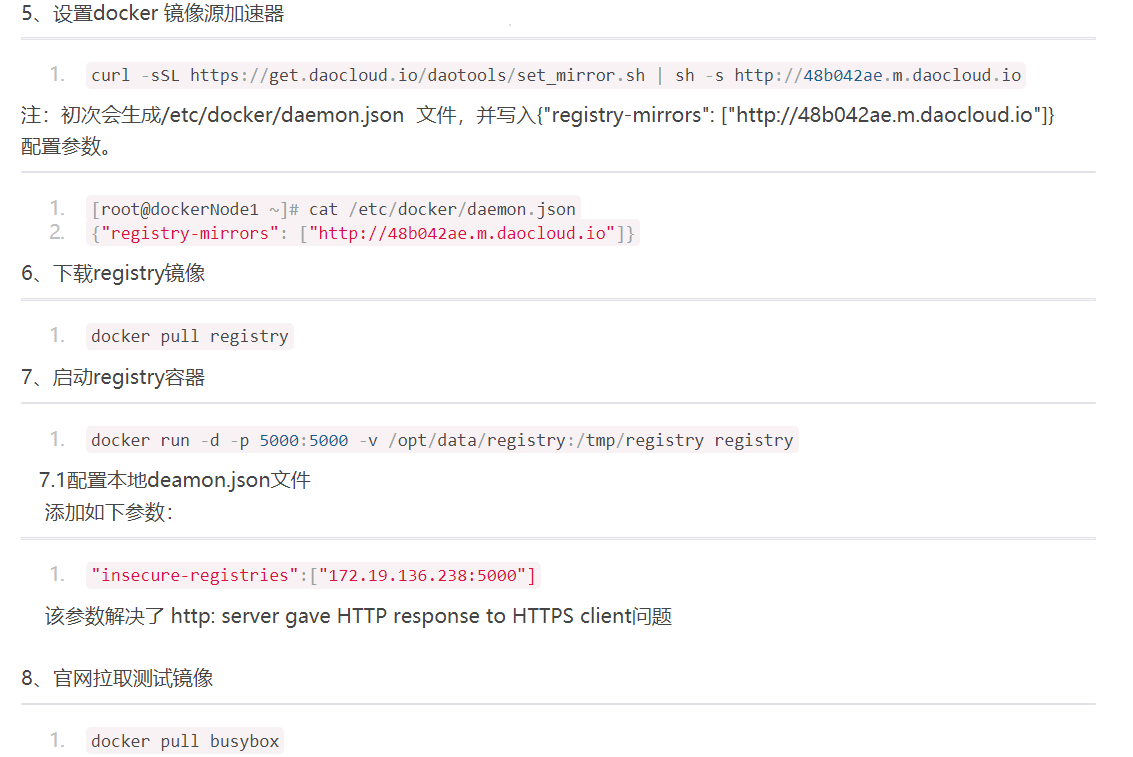 5、设置docker 镜像源加速器
1. curl -sSL https://get.daocloud.io/daotools/set_mirror.sh | sh -s http://48b042ae.m.daocloud.io
注：初次会生成/etc/docker/daemon.json 文件，并写入{"registry-mirrors": ["http://48b042ae.m.daocloud.io"]}
配置参数。
1. [root@dockerNode1 ~]# cat /etc/docker/daemon.json
2. {"registry-mirrors": ["http://48b042ae.m.daocloud.io"]}
6、下载registry镜像
1. docker pull registry
7、启动registry容器
1. docker run -d -p 5000:5000 -v /opt/data/registry:/tmp/registry registry
7.1配置本地deamon.json文件
添加如下参数：
1. "insecure-registries":["172.19.136.238:5000"]
该参数解决了 http: server gave HTTP response to HTTPS client问题
8、官网拉取测试镜像
1. docker pull busybox